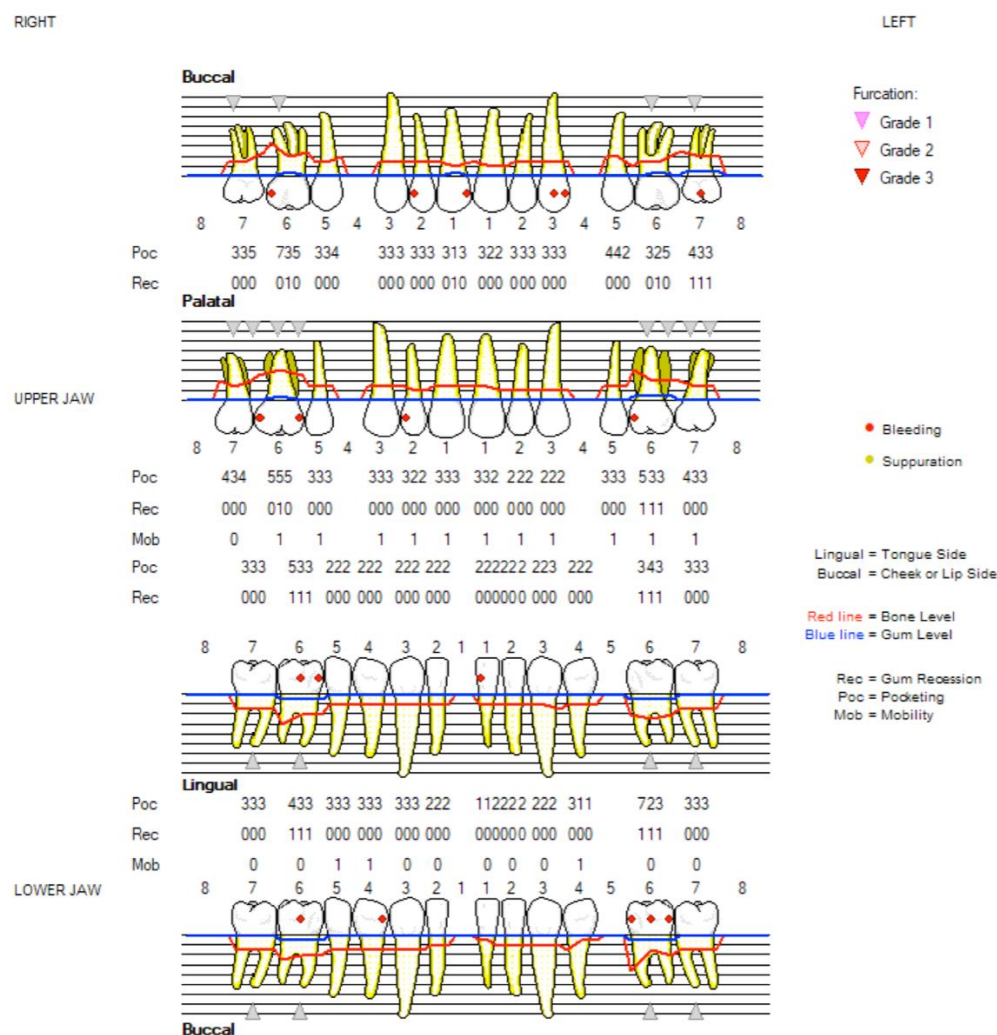 RIGHT LEFT
Buccal
Furcation:
Grade 1
Grade 2
Grade 3
8 7 6 5 4 3 2 1 1 2 3 4 5 6 7 8
Poc 335 735 334 333 333 313 322 333 333 442 325 433
Rec 000 010 000 000 000 010 000 000 000 000 010 111
Palatal
UPPER JAW
Bleeding
8 7 6 5 4 3 2 1 1 2 3 4 5 6 7 8
Suppuration
Poc 434 555 333 333 322 333 332 222 222 333 533 433
Rec 000 010 000 000 000 000 000 000 000 000 111 000
Mob 0 1 1 1 1 1 1 1 1 1 1 1
Lingual = Tongue Side
Poc 333 533 222 222 222 222 222222 223 222 343 333
Buccal = Cheek or Lip Side
Rec 000 111 000 000 000 000 000000 000 000 111 000
Red line = Bone Level
Blue line = Gum Level
8 7 6 5 4 3 2 1 1 2 3 4 5 6 7 8
Rec = Gum Recession
Poc = Pocketing
Mob = Mobility
Lingual
Poc 333 433 333 333 333 222 112222 222 311 723 333
Rec 000 111 000 000 000 000 000000 000 000 111 000
Mob 0 0 1 1 0 0 0 0 0 1 0 0
LOWER JAW 8 7 6 5 4 3 2 1 1 2 3 4 5 6 7 8
Buccal